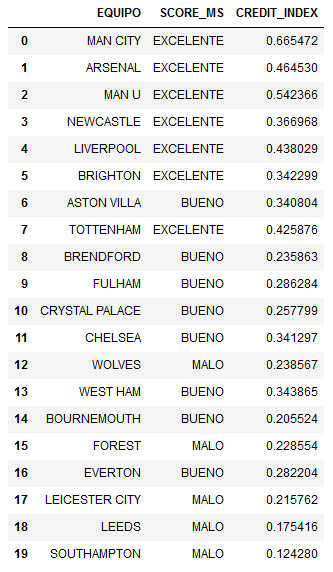 EQUIPO SCORE_MS CREDIT_INDEX
0 MAN CITY EXCELENTE 0.665472
1 ARSENAL EXCELENTE 0.464530
2 MAN U EXCELENTE 0.542366
3 NEWCASTLE EXCELENTE 0.366968
4 LIVERPOOL EXCELENTE 0.438029
5 BRIGHTON EXCELENTE 0.342299
6 ASTON VILLA BUENO 0.340804
7 TOTTENHAM EXCELENTE 0.425876
8 BRENDFORD BUENO 0.235863
9 FULHAM BUENO 0.286284
10 CRYSTAL PALACE BUENO 0.257799
11 CHELSEA BUENO 0.341297
12 WOLVES MALO 0.238567
13 WEST HAM BUENO 0.343865
14 BOURNEMOUTH BUENO 0.205524
15 FOREST MALO 0.228554
16 EVERTON BUENO 0.282204
17 LEICESTER CITY MALO 0.215762
18 LEEDS MALO 0.175416
19 SOUTHAMPTON MALO 0.124280